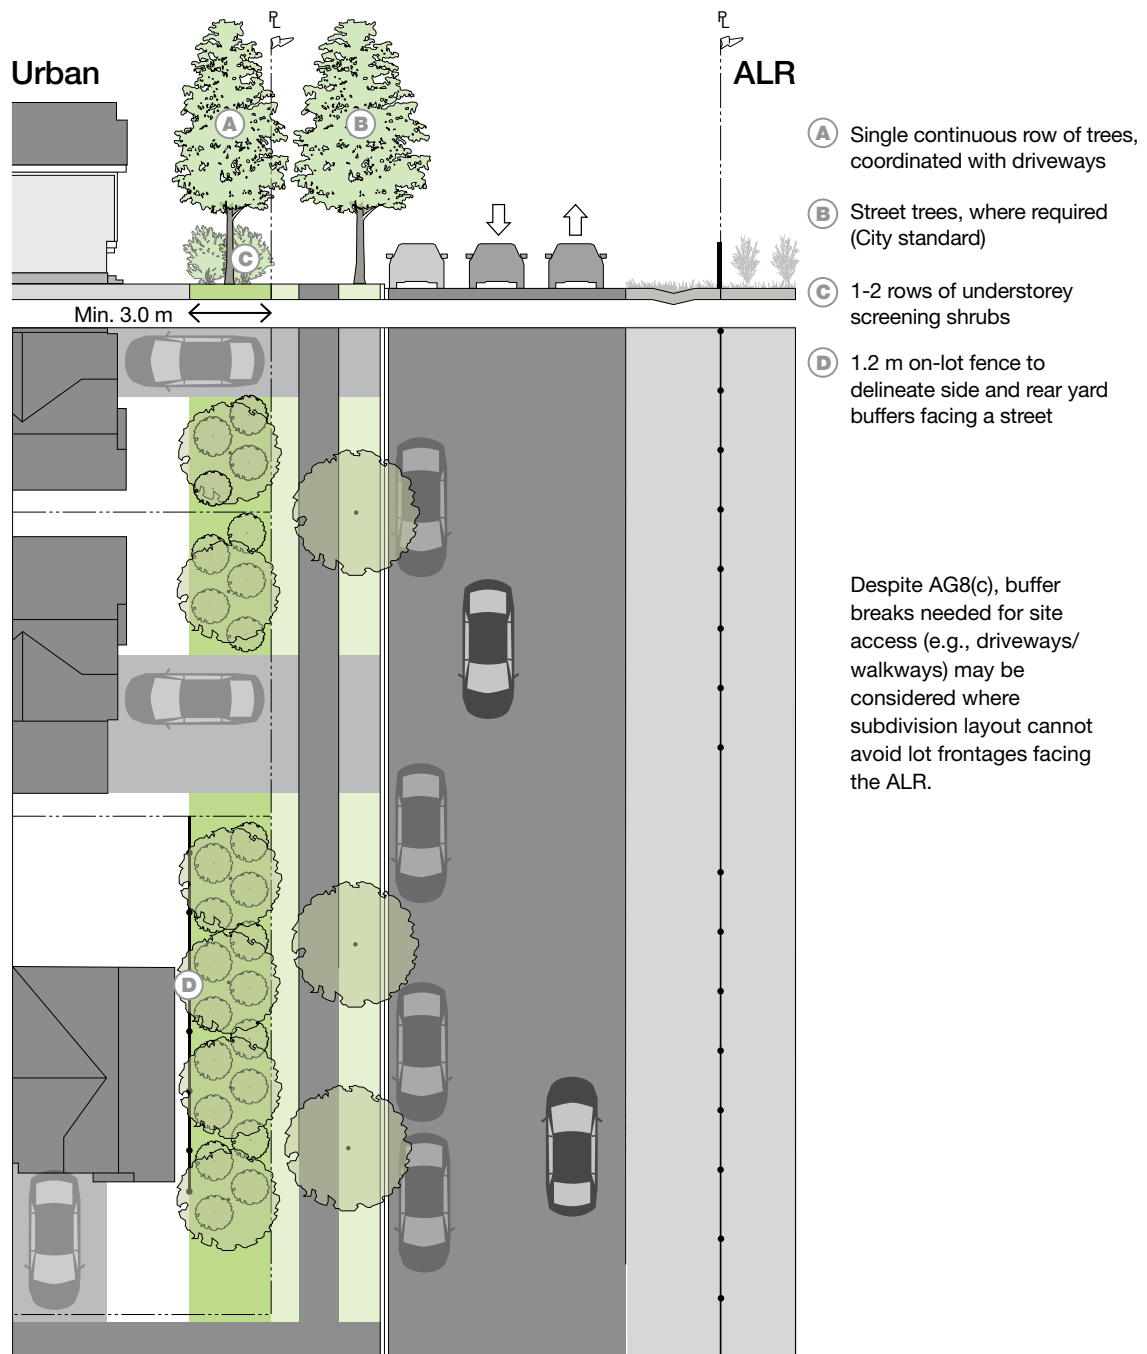 PL
PL
Urban
ALR
A
B
C
Min. 3.0 m
D
A Single continuous row of trees,
coordinated with driveways
B Street trees, where required
(City standard)
C 1-2 rows of understorey
screening shrubs
D 1.2 m on-lot fence to
delineate side and rear yard
buffers facing a street
Despite AG8(c), buffer
breaks needed for site
access (e.g., driveways/
walkways) may be
considered where
subdivision layout cannot
avoid lot frontages facing
the ALR.